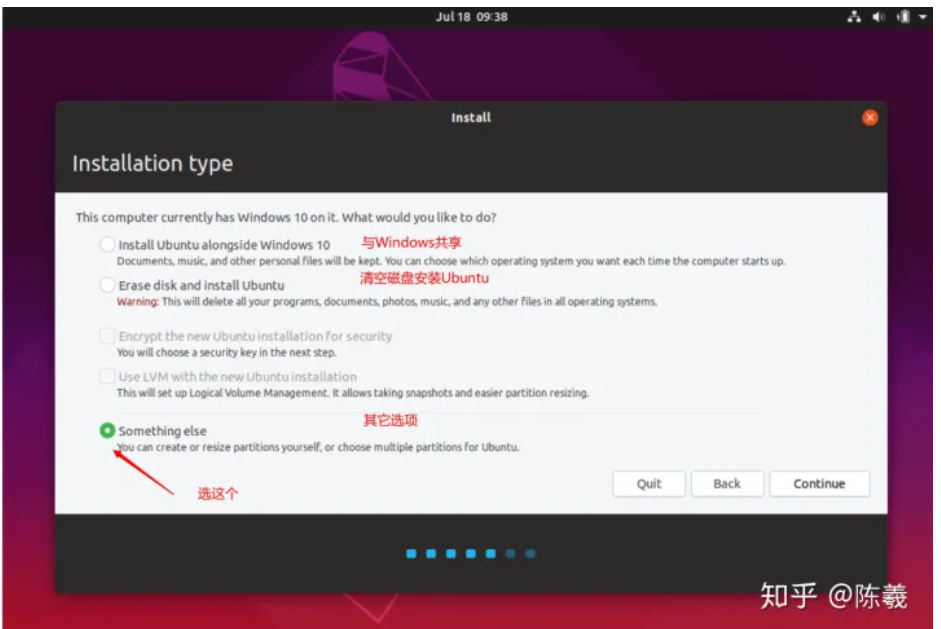 Jul 18 09:38
Install
Installation type
This computer currently has Windows 10 on it. What would you like to do?
Install Ubuntu alongside Windows 10 与Windows共享
Documents, music, and other personal files will be kept. You can choose which operating system you want each time the computer starts up.
清空磁盘安装Ubuntu
Erase disk and install Ubuntu
Warning: This will delete all your programs, documents, photos, music, and any other files in all operating systems.
Encrypt the new Ubuntu installation for security
You will choose a security key in the next step.
Use LVM with the new Ubuntu installation
This will set up Logical Volume Management. It allows taking snapshots and easier partition resizing.
其它选项
Something else
You can create or resize partitions yourself, or choose multiple partitions for Ubuntu.
选这个
Quit Back Continue
知乎 @陈羲